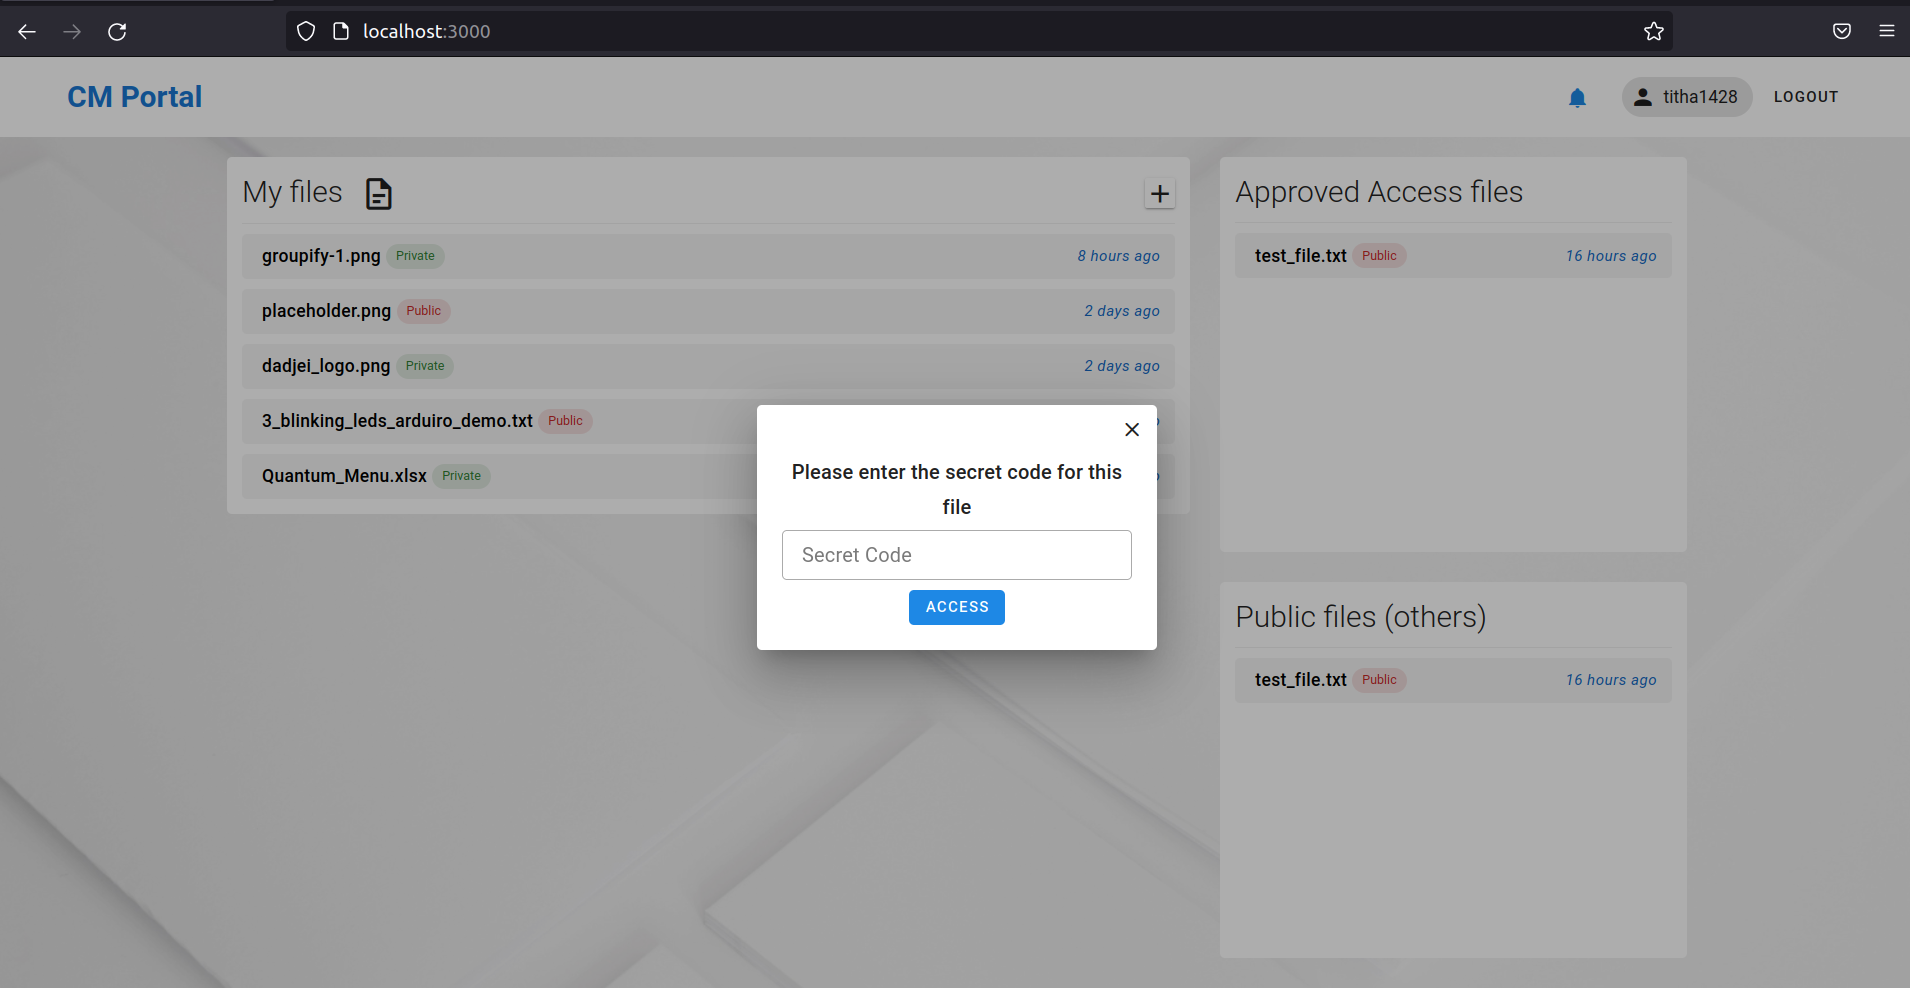 localhost:3000
CM Portal
titha1428
LOGOUT
My files
groupify-1.png Private 8 hours ago
placeholder.png Public 2 days ago
dadjei_logo.png Private 2 days ago
3_blinking_leds_arduiro_demo.txt Public
Quantum_Menu.xlsx Private
Approved Access files
test_file.txt Public 16 hours ago
Public files (others)
test_file.txt Public 16 hours ago
Please enter the secret code for this
file
Secret Code
ACCESS